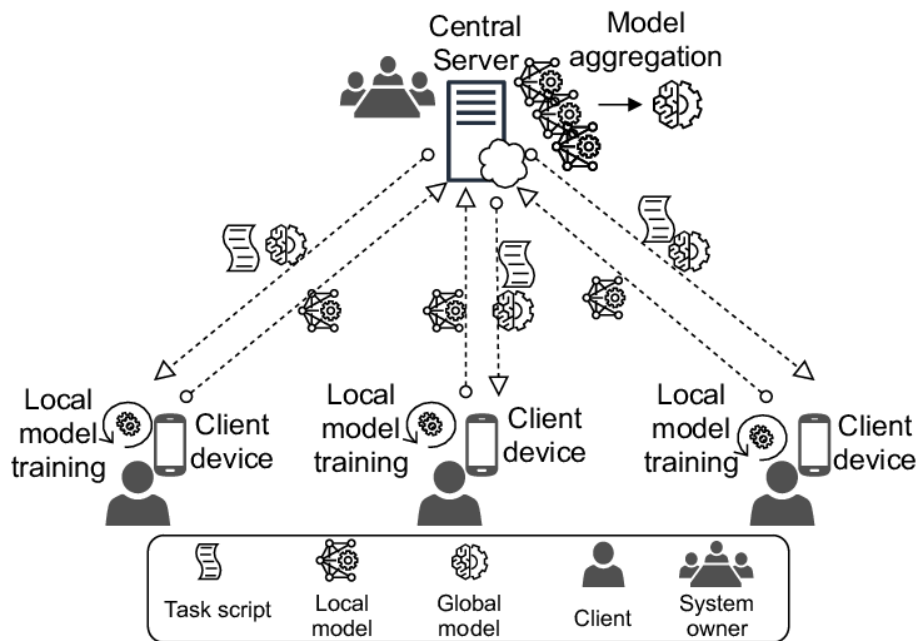 Central
Server
Model
aggregation
Local
model
training
Client
device
Local
model
training
Client
device
Local
model
training
Client
device
Task script
Local
model
Global
model
Client
System
owner